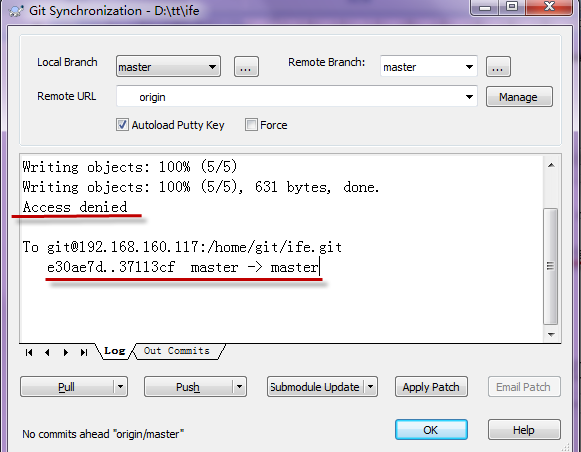 Git Synchronization - D:\tt\ife
Local Branch master ... Remote Branch: master ...
Remote URL origin Manage
Autoload Putty Key Force
Writing objects: 100% (5/5)
Writing objects: 100% (5/5), 631 bytes, done.
Access denied
To git@192.168.160.117:/home/git/ife.git
e30ae7d..37113cf master -> master
Log Out Commits
Pull Push Submodule Update Apply Patch Email Patch
No commits ahead "origin/master" OK Help